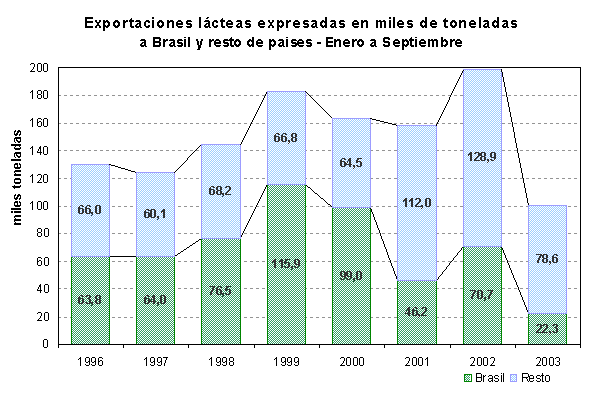 Exportaciones lácteas expresadas en miles de toneladas
a Brasil y resto de paises - Enero a Septiembre
miles toneladas
200
180
160
140
120
100
80
60
40
20
0
66,0 60,1 68,2 66,8 64,5 112,0 128,9 78,6
63,8 64,0 76,5 115,9 99,0 46,2 70,7 22,3
1996 1997 1998 1999 2000 2001 2002 2003
Brasil Resto